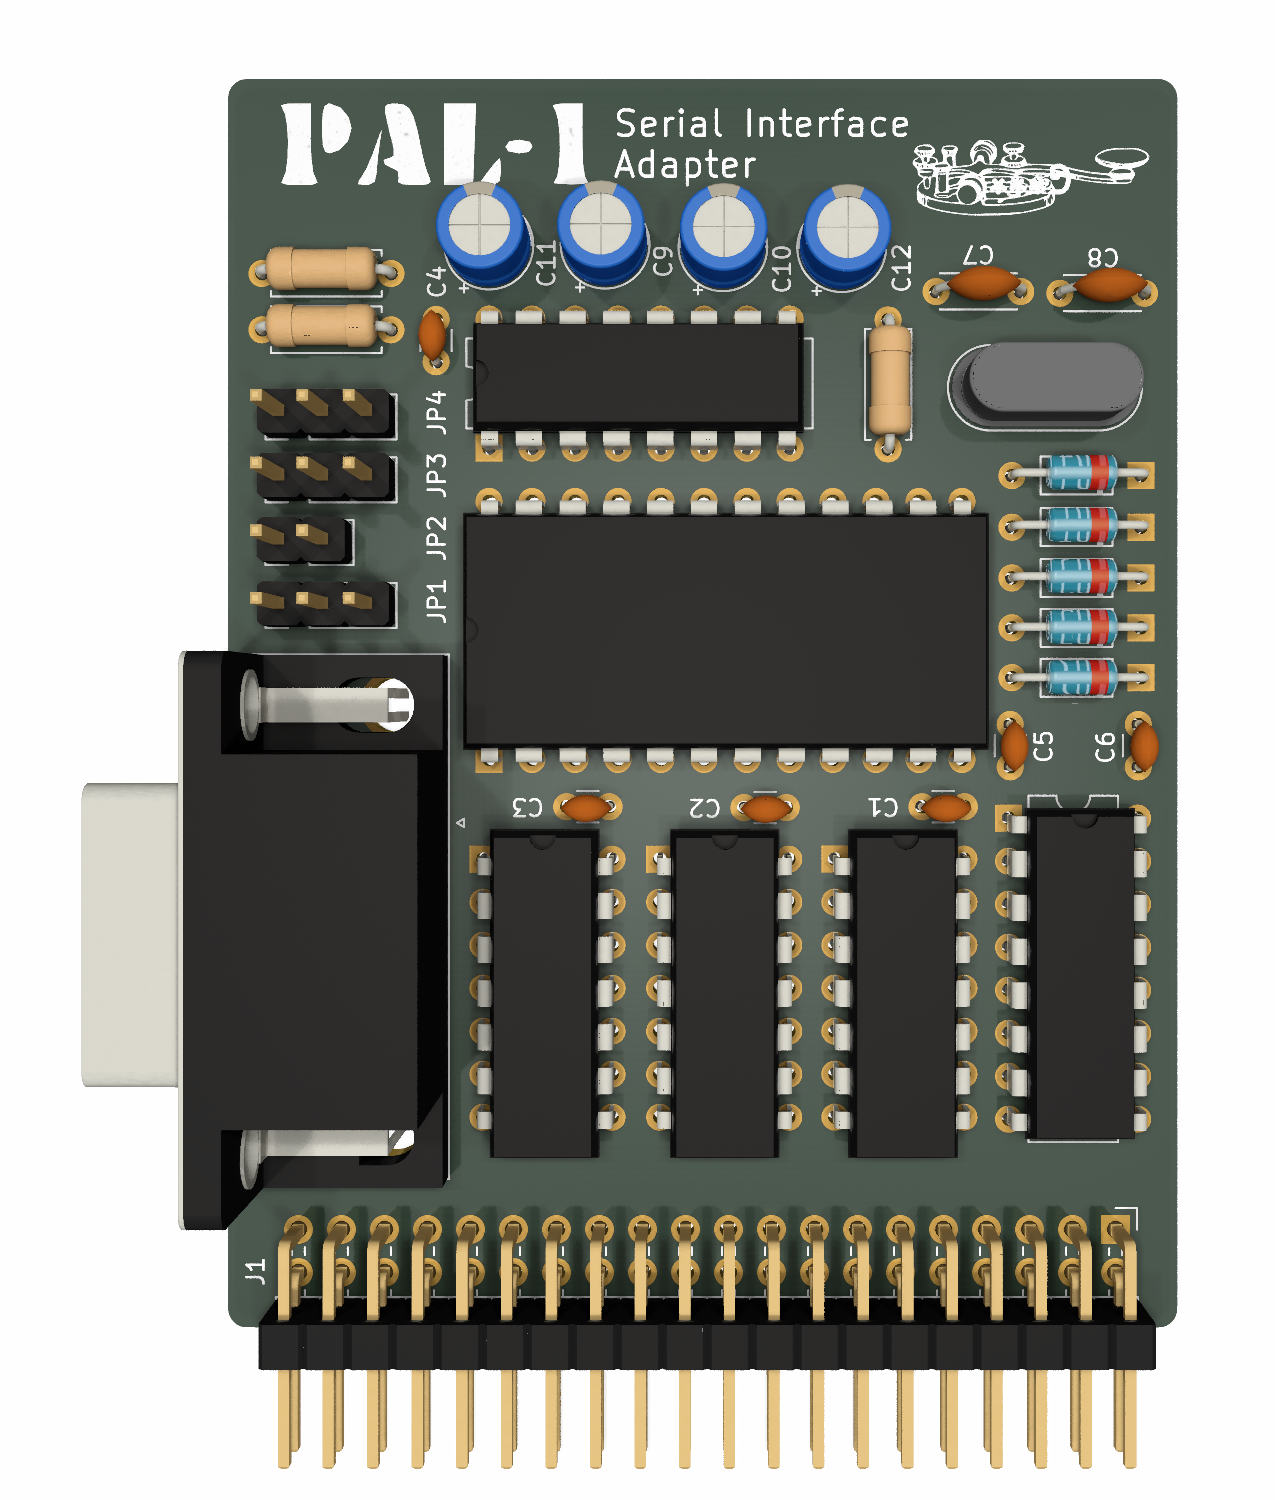 PAL-1
Serial Interface
Adapter
C4
C11
C9
C10
C12
C7
C8
+
+
+
+
JP4
JP3
JP2
JP1
C5
C6
C3
C2
C1
J1